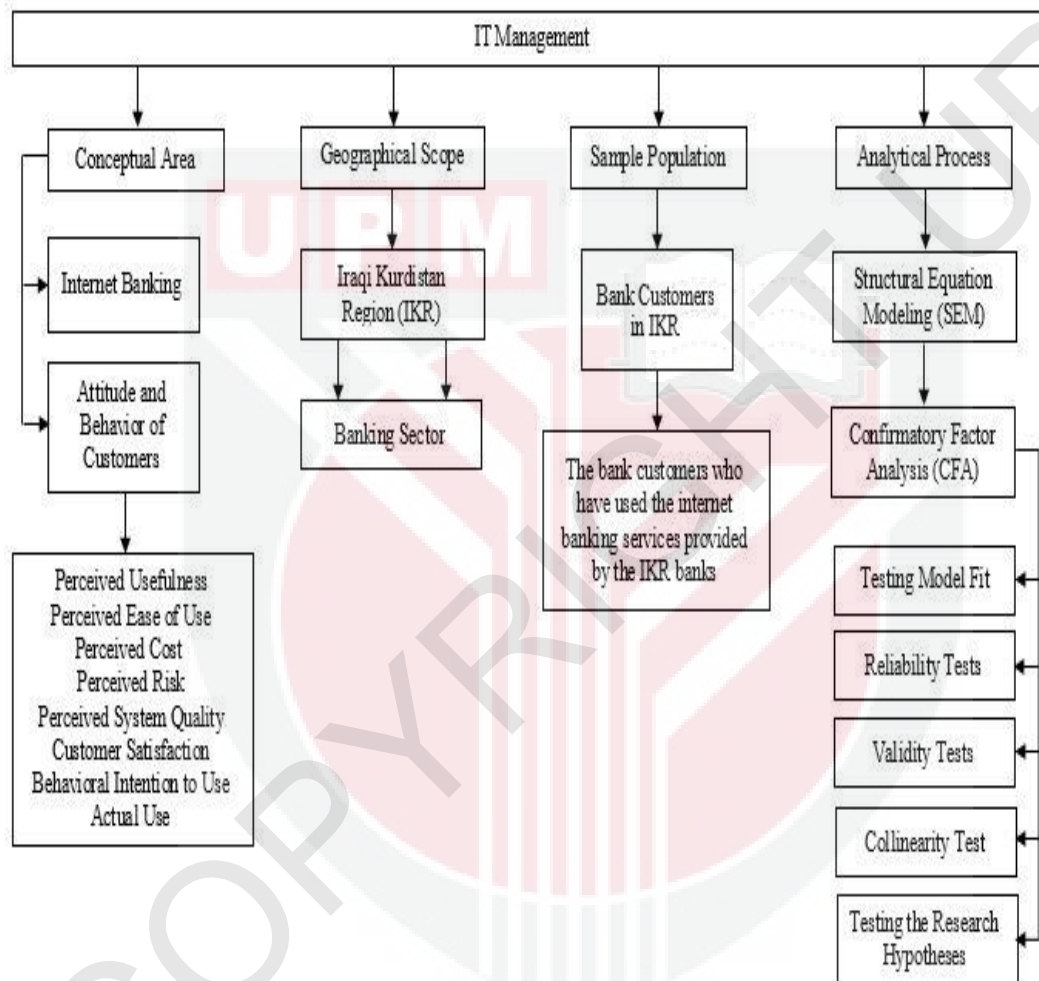 IT Management
Conceptual Area
Internet Banking
Attitude and
Behavior of
Customers
Perceived Usefulness
Perceived Ease of Use
Perceived Cost
Perceived Risk
Perceived System Quality
Customer Satisfaction
Behavioral Intention to Use
Actual Use
Geographical Scope
Iraqi Kurdistan
Region (IKR)
Banking Sector
Sample Population
Bank Customers
in IKR
The bank customers who
have used the internet
banking services provided
by the IKR banks
Analytical Process
Structural Equation
Modeling (SEM)
Confirmatory Factor
Analysis (CFA)
Testing Model Fit
Reliability Tests
Validity Tests
Collinearity Test
Testing the Research
Hypotheses
UPM
COPYRIGHT UP